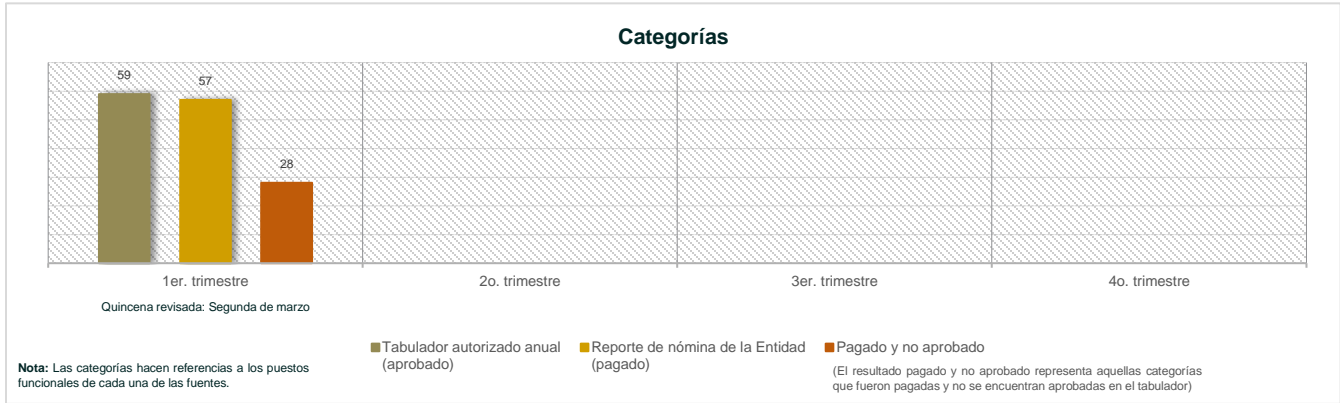 Categorías
59
57
28
1er. trimestre
2o. trimestre
3er. trimestre
4o. trimestre
Quincena revisada: Segunda de marzo
Tabulador autorizado anual
(aprobado)
Reporte de nómina de la Entidad
(pagado)
Pagado y no aprobado
(El resultado pagado y no aprobado representa aquellas categorías
que fueron pagadas y no se encuentran aprobadas en el tabulador)
Nota: Las categorías hacen referencias a los puestos
funcionales de cada una de las fuentes.